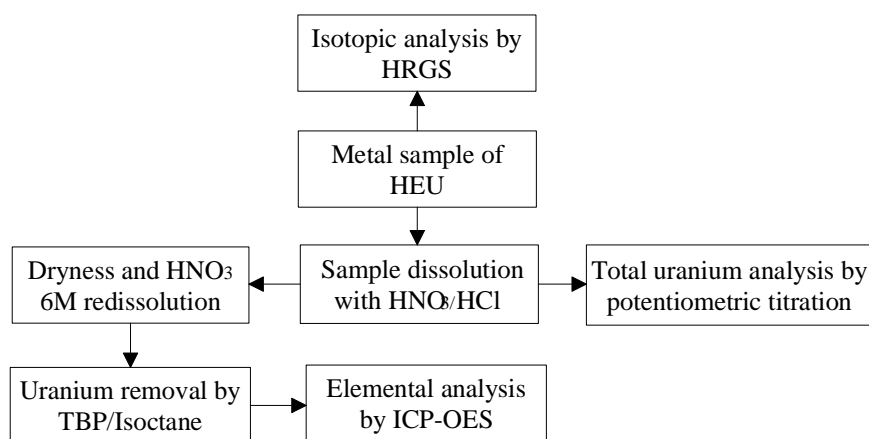 Isotopic analysis by
HRGS
Metal sample of
HEU
Dryness and HNO3
6M redissolution
Sample dissolution
with HNO3/HCl
Total uranium analysis by
potentiometric titration
Uranium removal by
TBP/Isoctane
Elemental analysis
by ICP-OES